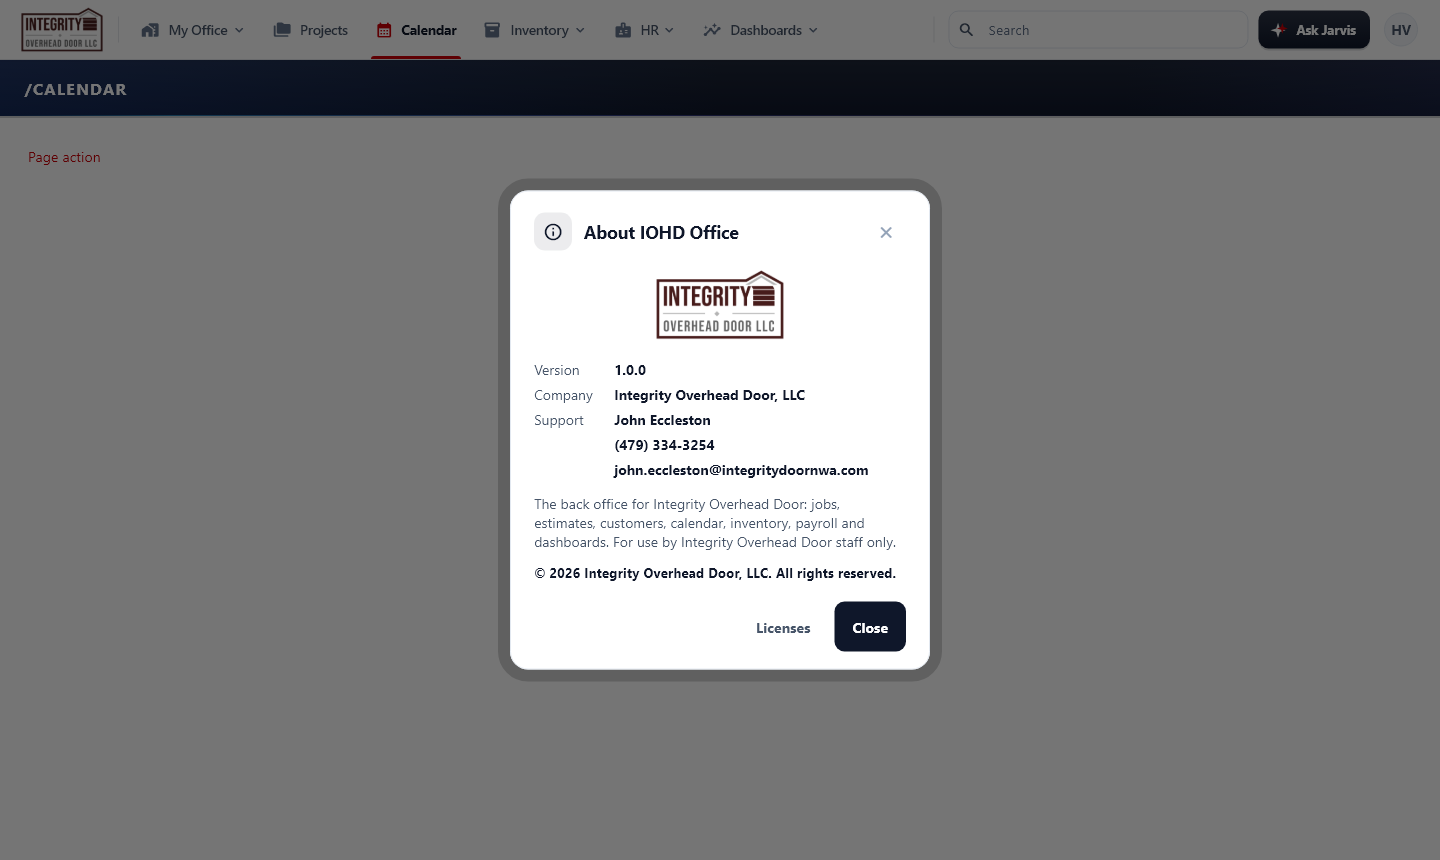 INTEGRITY
OVERHEAD DOOR LLC
My Office
Projects
Calendar
Inventory
HR
Dashboards
Search
Ask Jarvis
HV
/CALENDAR
Page action
About IOHD Office
INTEGRITY
OVERHEAD DOOR LLC
Version 1.0.0
Company Integrity Overhead Door, LLC
Support John Eccleston
(479) 334-3254
john.eccleston@integritydoornwa.com
The back office for Integrity Overhead Door: jobs,
estimates, customers, calendar, inventory, payroll and
dashboards. For use by Integrity Overhead Door staff only.
© 2026 Integrity Overhead Door, LLC. All rights reserved.
Licenses
Close